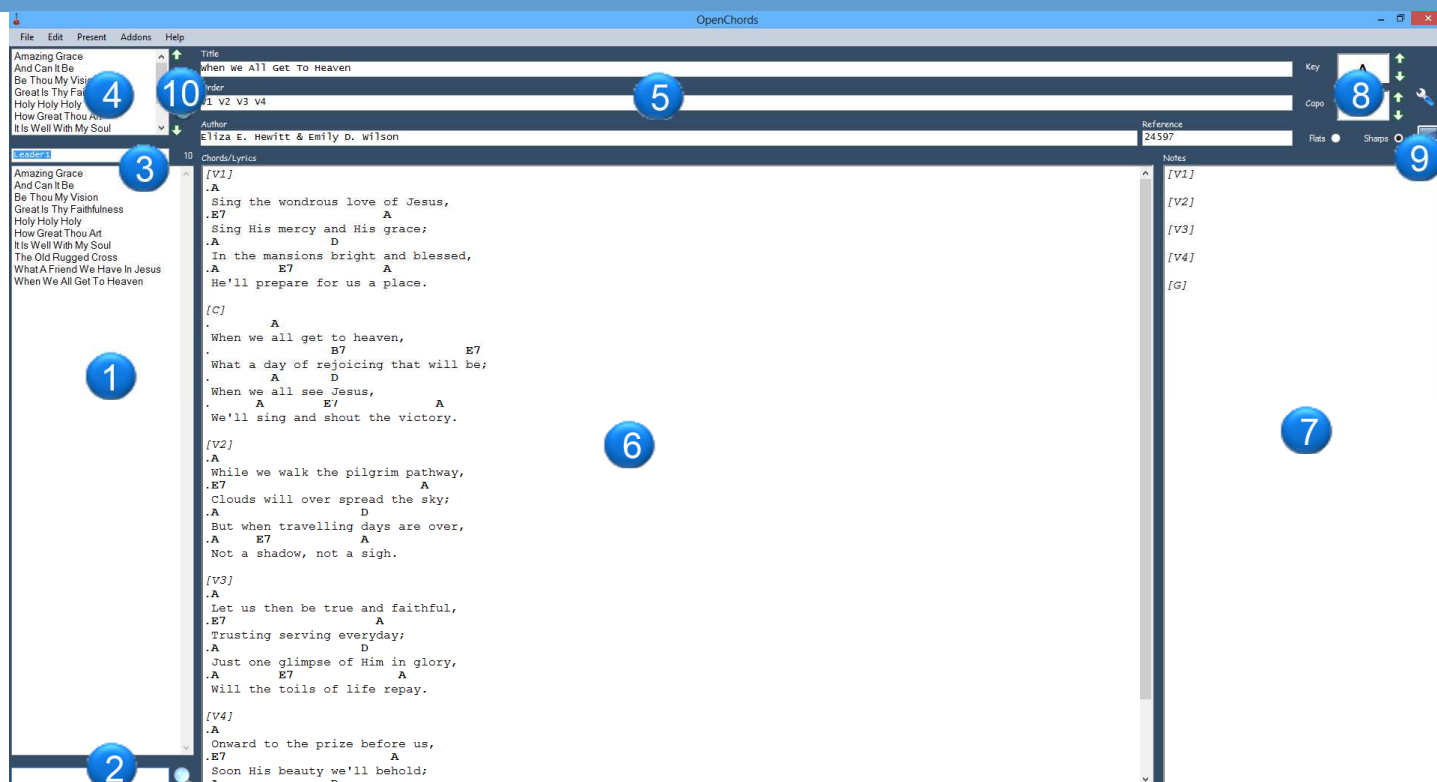 OpenChords
File Edit Present Addons Help
Amazing Grace
And Can It Be
Be Thou My
Great Is Thy
Holy Holy Holy
How Great Thou
It Is Well With My Soul
4
10
Title
When We All Get To Heaven
Order
V1 V2 V3 V4
5
Author
Eliza E. Hewitt & Emily D. Wilson
Reference
24597
Key
A
Capo
8
Flats Sharps
9
Leader1
3
10
Amazing Grace
And Can It Be
Be Thou My Vision
Great Is Thy Faithfulness
Holy Holy Holy
How Great Thou Art
It Is Well With My Soul
The Old Rugged Cross
What A Friend We Have In Jesus
When We All Get To Heaven
1
2
Chords/Lyrics
[V1]
.A
Sing the wondrous love of Jesus,
.E7 A
Sing His mercy and His grace;
.A D
In the mansions bright and blessed,
.A E7 A
He'll prepare for us a place.
[C]
. A
When we all get to heaven,
. B7 E7
What a day of rejoicing that will be;
. A D
When we all see Jesus,
. A E7 A
We'll sing and shout the victory.
[V2]
.A
While we walk the pilgrim pathway,
.E7 A
Clouds will over spread the sky;
.A D
But when travelling days are over,
.A E7 A
Not a shadow, not a sigh.
[V3]
.A
Let us then be true and faithful,
.E7 A
Trusting serving everyday;
.A D
Just one glimpse of Him in glory,
.A E7 A
Will the toils of life repay.
[V4]
.A
Onward to the prize before us,
.E7 A
Soon His beauty we'll behold;
6
Notes
[V1]
[V2]
[V3]
[V4]
[G]
7